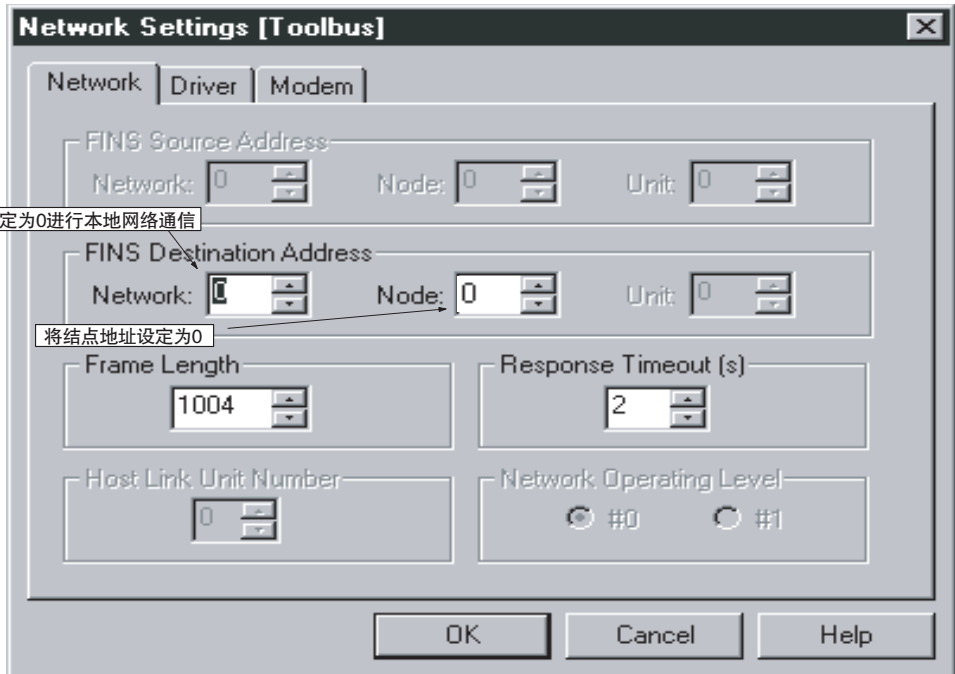 Network Settings [Toolbus]
Network Driver Modem
FINS Source Address
Network: 0 Node: 0 Unit: 0
定为0进行本地网络通信
FINS Destination Address
Network: 0 Node: 0 Unit: 0
将结点地址设定为0
Frame Length Response Timeout (s)
1004 2
Host Link Unit Number Network Operating Level
0 #0 #1
OK Cancel Help